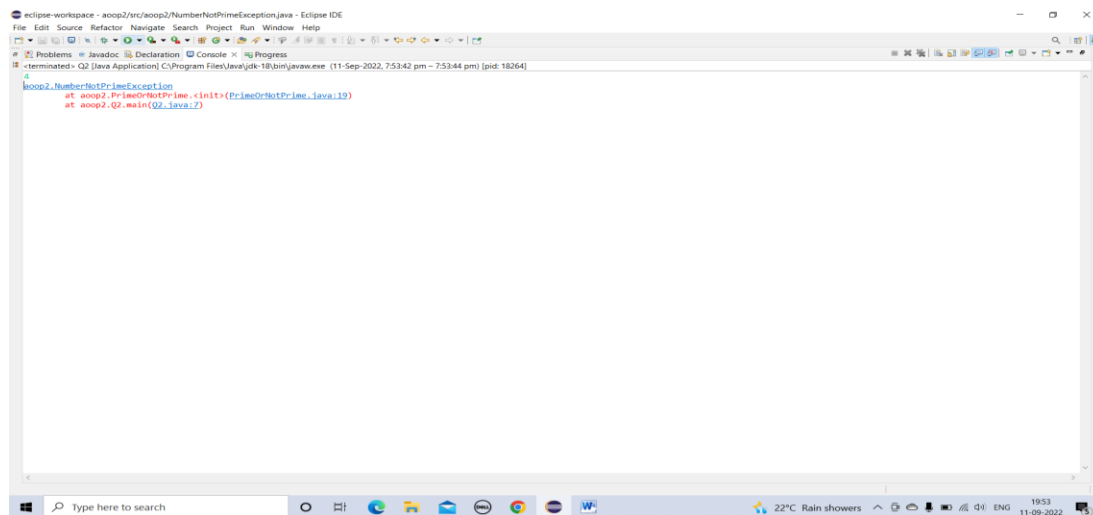 eclipse-workspace - aoop2/src/aoop2/NumberNotPrimeException.java - Eclipse IDE
File Edit Source Refactor Navigate Search Project Run Window Help
Problems @ Javadoc Declaration Console × Progress
<terminated> Q2 [Java Application] C:\Program Files\Java\jdk-18\bin\javaw.exe (11-Sep-2022, 7:53:42 pm – 7:53:44 pm) [pid: 18264]
4
aoop2.NumberNotPrimeException
at aoop2.PrimeOrNotPrime.<init>(PrimeOrNotPrime.java:19)
at aoop2.Q2.main(Q2.java:7)
Type here to search
DELL
W
22°C Rain showers
ENG
19:53
11-09-2022